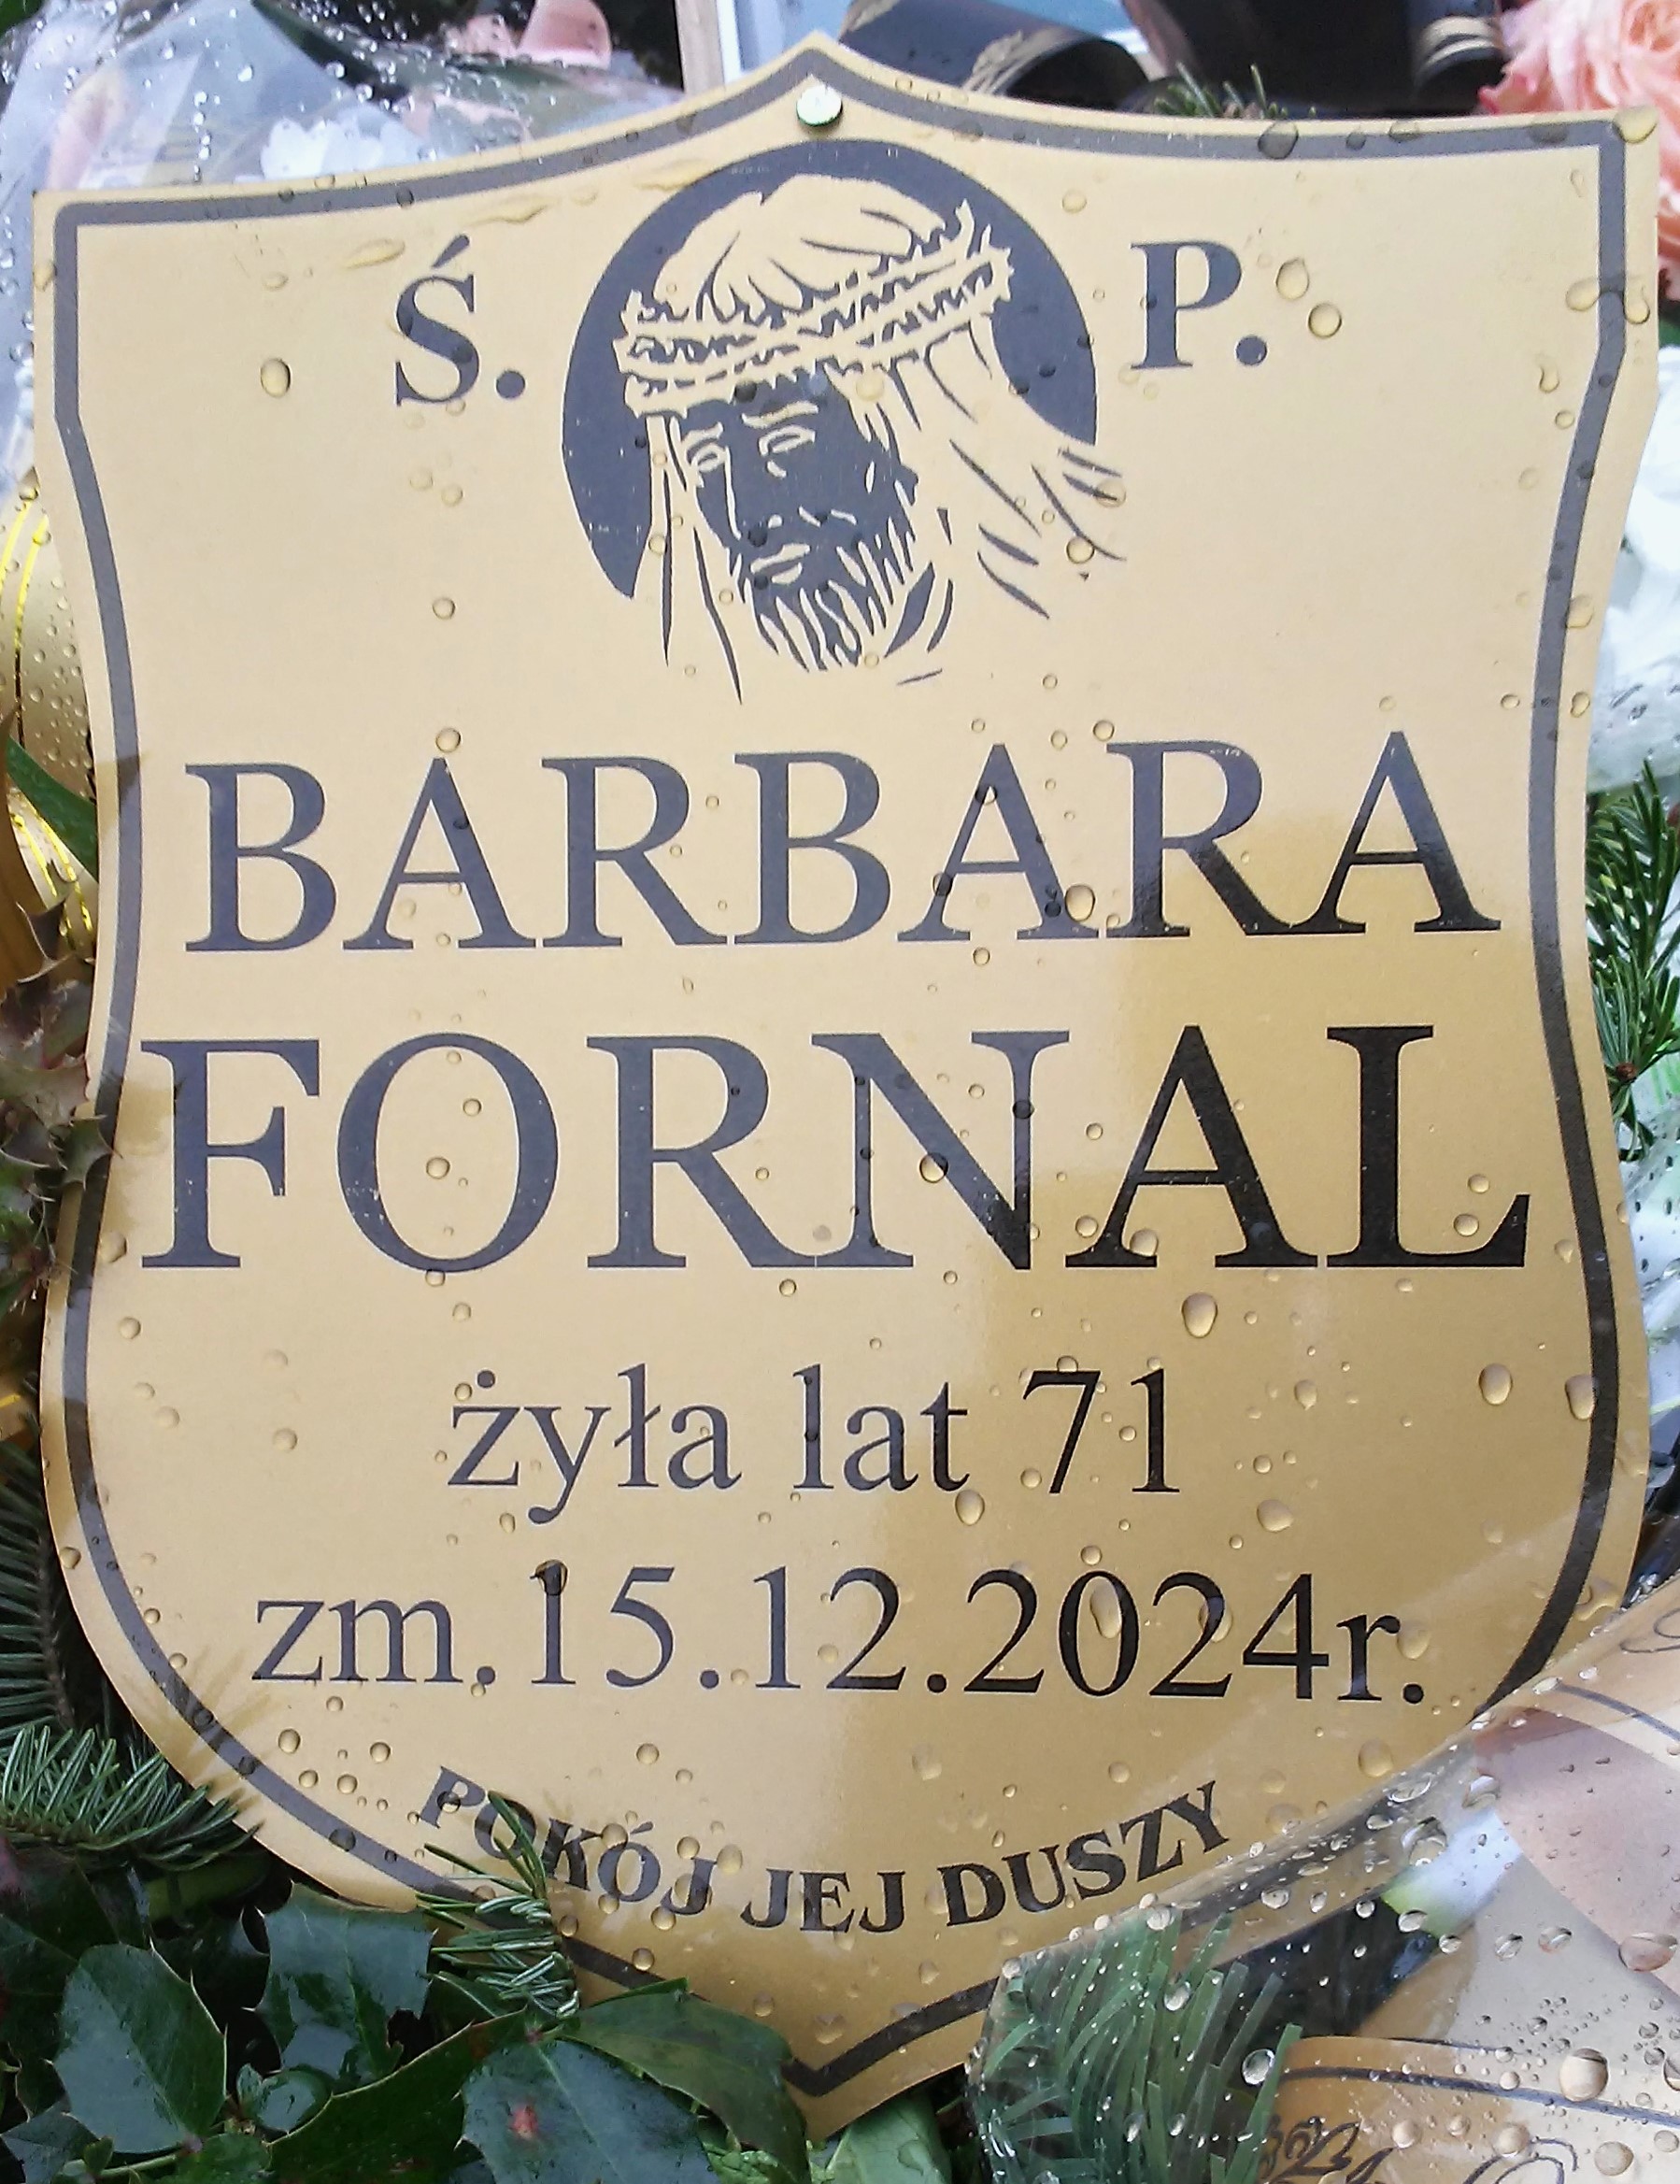 Ś. P.
BARBARA
FORNAL
żyła lat 71
zm.15.12.2024r.
POKÓJ JEJ DUSZY